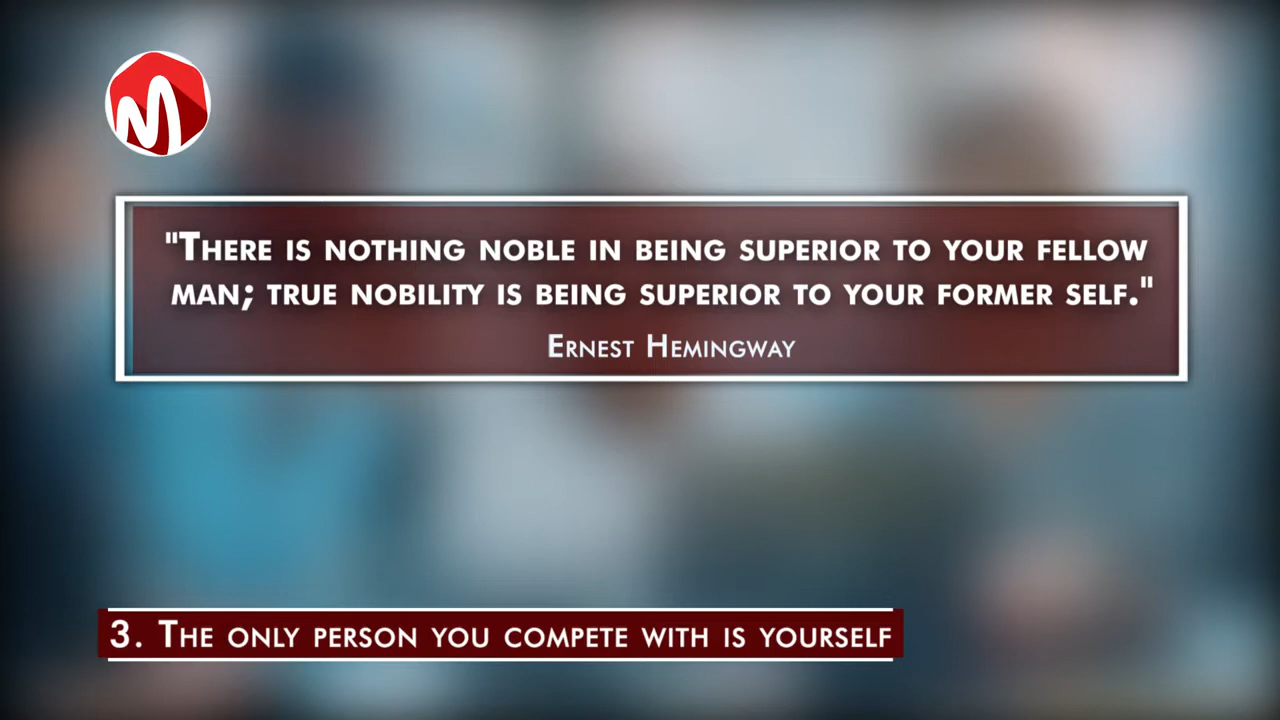 "There is nothing noble in being superior to your fellow
man; true nobility is being superior to your former self."
Ernest Hemingway
3. The only person you compete with is yourself